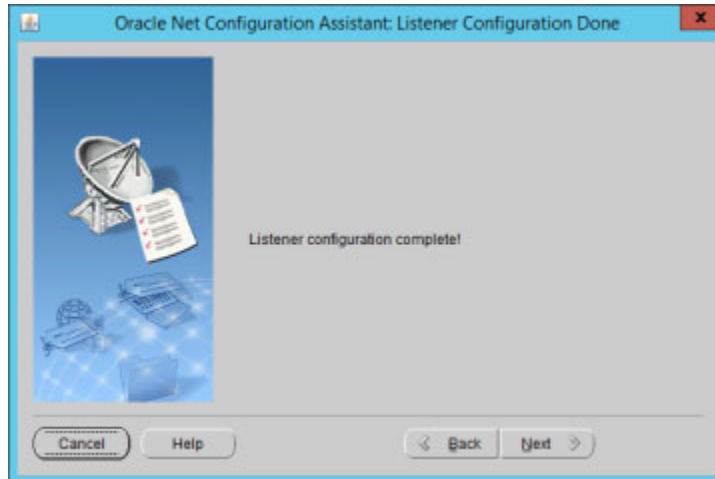 Oracle Net Configuration Assistant: Listener Configuration Done
x
Listener configuration complete!
Cancel
Help
Back
Next